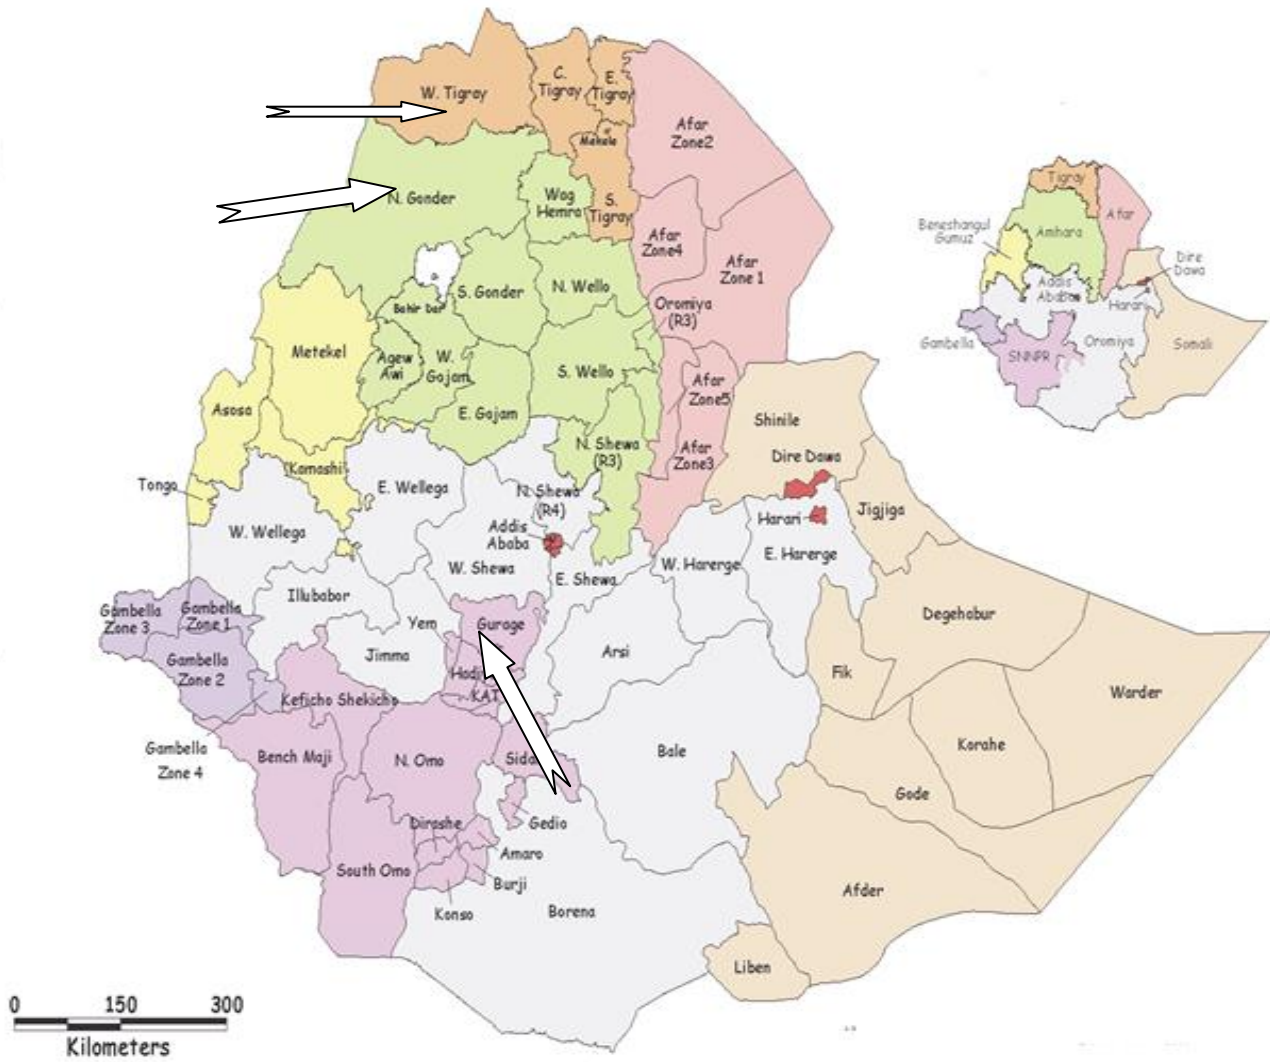 W. Tigray
C.
Tigray
E.
Tigray
Mekele
Afar
Zone2
N. Gonder
Wag
Hemra
S.
Tigray
Afar
Zone4
Afar
Zone 1
Bahir Dar
S. Gonder
N. Wello
Oromiya
(R3)
Metekel
Agew
Awi
W.
Gojam
S. Wello
Afar
Zone5
Asosa
E. Gojam
Shinile
N. Shewa
(R3)
Afar
Zone3
Dire Dawa
Kamashi
Tongo
E. Wellega
N. Shewa
(R4)
Jigjiga
Harari
W. Wellega
Addis
Ababa
E. Harerge
W. Shewa
E. Shewa
W. Harerge
Illubabor
Gambella
Zone 3
Gambella
Zone 1
Yem
Gurage
Degehabur
Jimma
Arsi
Gambella
Zone 2
Hadi
KAT
Fik
Warder
Keficho Shekicho
Gambella
Zone 4
Bench Maji
N. Omo
Sida
Bale
Korahe
Gode
Dirashe
Gedio
Amaro
South Omo
Burji
Afder
Konso
Borena
Liben
Tigray
Afar
Beneshangul
Gumuz
Amhara
Dire
Dawa
Addis
Ababa
Harari
Gambella
SNNPR
Oromiya
Somali
0 150 300
Kilometers